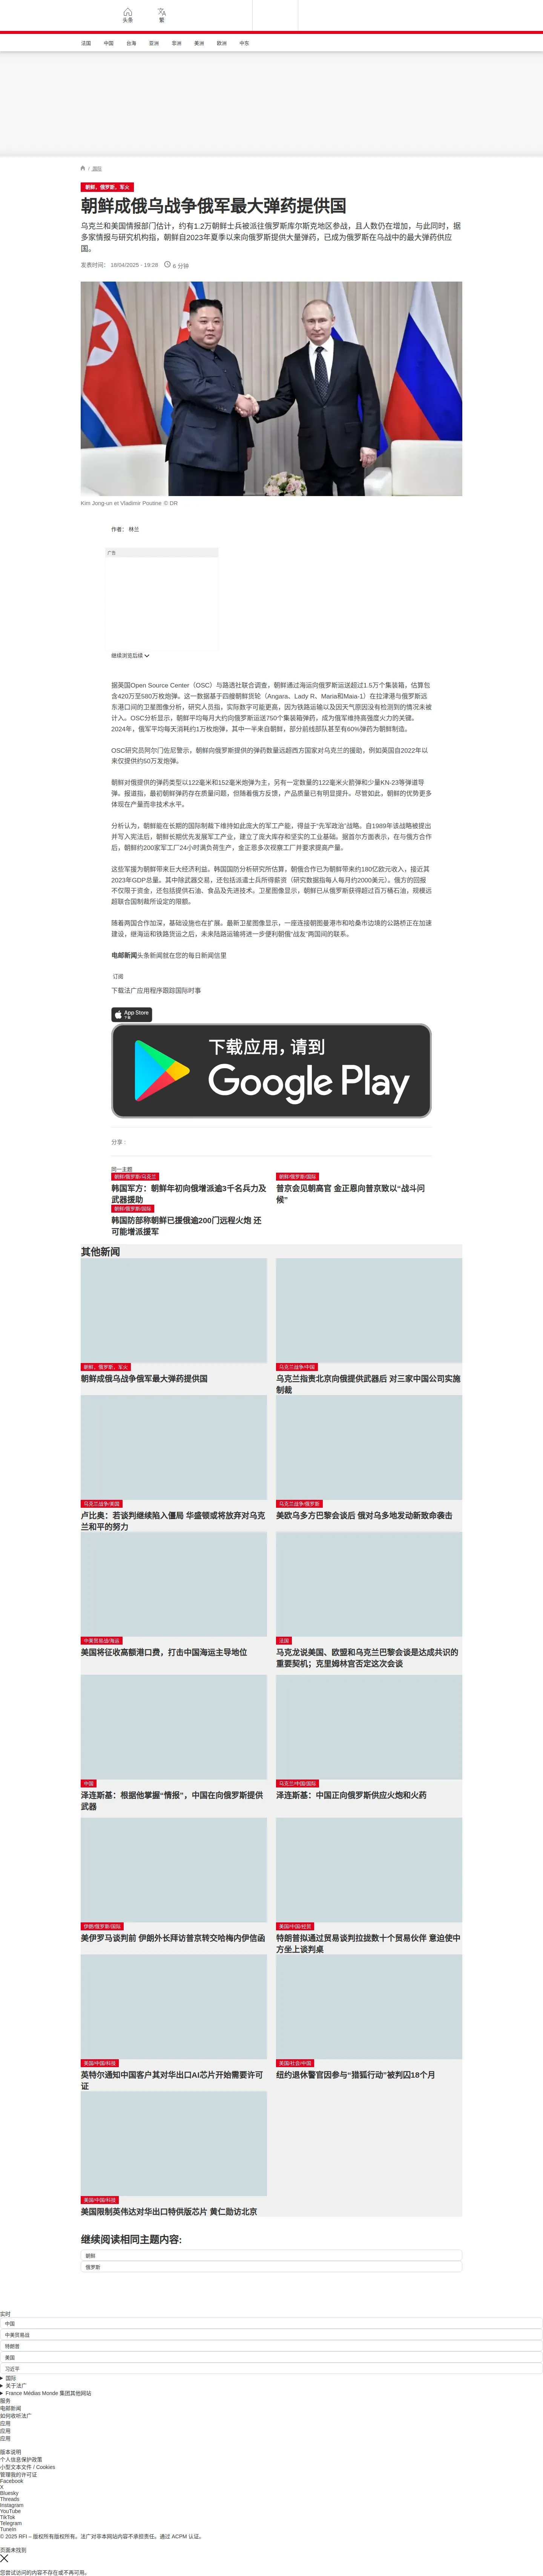 头条
繁
法国 中国 台海 亚洲 非洲 美洲 欧洲 中东
/ 国际
朝鲜，俄罗斯，军火
朝鲜成俄乌战争俄军最大弹药提供国
乌克兰和美国情报部门估计，约有1.2万朝鲜士兵被派往俄罗斯库尔斯克地区参战，且人数仍在增加，与此同时，据
多家情报与研究机构指，朝鲜自2023年夏季以来向俄罗斯提供大量弹药，已成为俄罗斯在乌战中的最大弹药供应
国。
发表时间： 18/04/2025 - 19:28 6 分钟
Kim Jong-un et Vladimir Poutine © DR
作者： 林兰
广告
继续浏览后续
据英国Open Source Center（OSC）与路透社联合调查，朝鲜通过海运向俄罗斯运送超过1.5万个集装箱，估算包
含420万至580万枚炮弹。这一数据基于四艘朝鲜货轮（Angara、Lady R、Maria和Maia-1）在拉津港与俄罗斯远
东港口间的卫星图像分析，研究人员指，实际数字可能更高，因为铁路运输以及因天气原因没有检测到的情况未被
计入。OSC分析显示，朝鲜平均每月大约向俄罗斯运送750个集装箱弹药，成为俄军维持高强度火力的关键。
2024年，俄军平均每天消耗约1万枚炮弹，其中一半来自朝鲜，部分前线部队甚至有60%弹药为朝鲜制造。
OSC研究员阿尔门佐尼警示，朝鲜向俄罗斯提供的弹药数量远超西方国家对乌克兰的援助，例如英国自2022年以
来仅提供约50万发炮弹。
朝鲜对俄提供的弹药类型以122毫米和152毫米炮弹为主，另有一定数量的122毫米火箭弹和少量KN-23等弹道导
弹。报道指，最初朝鲜弹药存在质量问题，但随着俄方反馈，产品质量已有明显提升。尽管如此，朝鲜的优势更多
体现在产量而非技术水平。
分析认为，朝鲜能在长期的国际制裁下维持如此庞大的军工产能，得益于“先军政治”战略。自1989年该战略被提出
并写入宪法后，朝鲜长期优先发展军工产业，建立了庞大库存和坚实的工业基础。据首尔方面表示，在与俄方合作
后，朝鲜约200家军工厂24小时满负荷生产，金正恩多次视察工厂并要求提高产量。
这些军援为朝鲜带来巨大经济利益。韩国国防分析研究所估算，朝俄合作已为朝鲜带来约180亿欧元收入，接近其
2023年GDP总量。其中除武器交易，还包括派遣士兵所得薪资（研究数据指每人每月约2000美元）。俄方的回报
不仅限于资金，还包括提供石油、食品及先进技术。卫星图像显示，朝鲜已从俄罗斯获得超过百万桶石油，规模远
超联合国制裁所设定的限额。
随着两国合作加深，基础设施也在扩展。最新卫星图像显示，一座连接朝图曼港市和哈桑市边境的公路桥正在加速
建设，继海运和铁路货运之后，未来陆路运输将进一步便利朝俄“战友”两国间的联系。
电邮新闻头条新闻就在您的每日新闻信里
订阅
下载法广应用程序跟踪国际时事
App Store
下载
下载应用，请到
Google Play
分享 :
同一主题
朝鲜/俄罗斯/乌克兰
韩国军方：朝鲜年初向俄增派逾3千名兵力及
武器援助
朝鲜/俄罗斯/国际
普京会见朝高官 金正恩向普京致以“战斗问
候”
朝鲜/俄罗斯/国际
韩国防部称朝鲜已援俄逾200门远程火炮 还
可能增派援军
其他新闻
朝鲜，俄罗斯，军火
朝鲜成俄乌战争俄军最大弹药提供国
乌克兰战争/中国
乌克兰指责北京向俄提供武器后 对三家中国公司实施
制裁
乌克兰战争/美国
卢比奥：若谈判继续陷入僵局 华盛顿或将放弃对乌克
兰和平的努力
乌克兰战争/俄罗斯
美欧乌多方巴黎会谈后 俄对乌多地发动新致命袭击
中美贸易战/海运
美国将征收高额港口费，打击中国海运主导地位
法国
马克龙说美国、欧盟和乌克兰巴黎会谈是达成共识的
重要契机；克里姆林宫否定这次会谈
中国
泽连斯基：根据他掌握“情报”，中国在向俄罗斯提供
武器
乌克兰/中国/国际
泽连斯基：中国正向俄罗斯供应火炮和火药
伊朗/俄罗斯/国际
美伊罗马谈判前 伊朗外长拜访普京转交哈梅内伊信函
美国/中国/经贸
特朗普拟通过贸易谈判拉拢数十个贸易伙伴 意迫使中
方坐上谈判桌
美国/中国/科技
英特尔通知中国客户其对华出口AI芯片开始需要许可
证
美国/社会/中国
纽约退休警官因参与“猎狐行动”被判囚18个月
美国/中国/科技
美国限制英伟达对华出口特供版芯片 黄仁勋访北京
继续阅读相同主题内容:
朝鲜
俄罗斯
实时
中国
中美贸易战
特朗普
美国
习近平
国际
关于法广
France Médias Monde 集团其他网站
服务
电邮新闻
如何收听法广
应用
应用
应用
版本说明
个人信息保护政策
小型文本文件 / Cookies
管理我的许可证
Facebook
X
Bluesky
Threads
Instagram
YouTube
TikTok
Telegram
TuneIn
© 2025 RFI – 版权所有版权所有。法广对非本网站内容不承担责任。通过 ACPM 认证。
页面未找到
您尝试访问的内容不存在或不再可用。